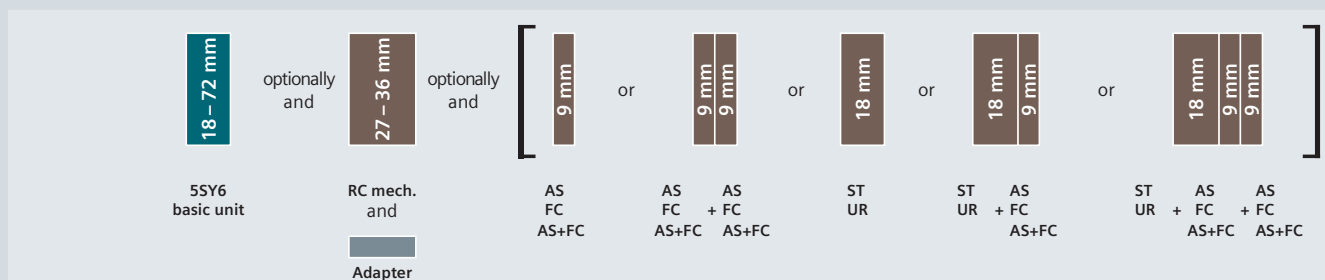 18 – 72 mm
optionally
and
27 – 36 mm
optionally
and
9 mm
or
9 mm
9 mm
or
18 mm
or
18 mm
9 mm
or
18 mm
9 mm
9 mm
5SY6
basic unit
RC mech.
and
Adapter
AS
FC
AS+FC
AS AS
FC + FC
AS+FC AS+FC
ST
UR
ST AS
UR + FC
AS+FC
ST AS AS
UR + FC + FC
AS+FC AS+FC